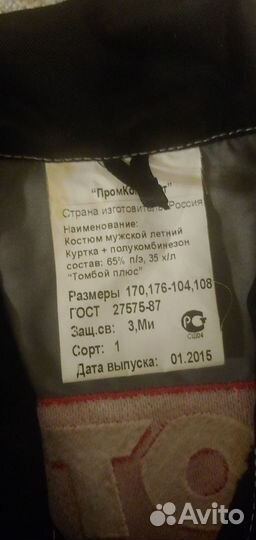 Страна изготовитель Россия
Наименование:
Костюм мужской летний
Куртка + полукомбинезон
состав: 65% п/э, 35 х/л
"Томбой плюс"
Размеры 170,176-104,108
ГОСТ 27575-87
Защ.св: 3,Ми
Сорт: 1
Дата выпуска: 01.2015
Avito